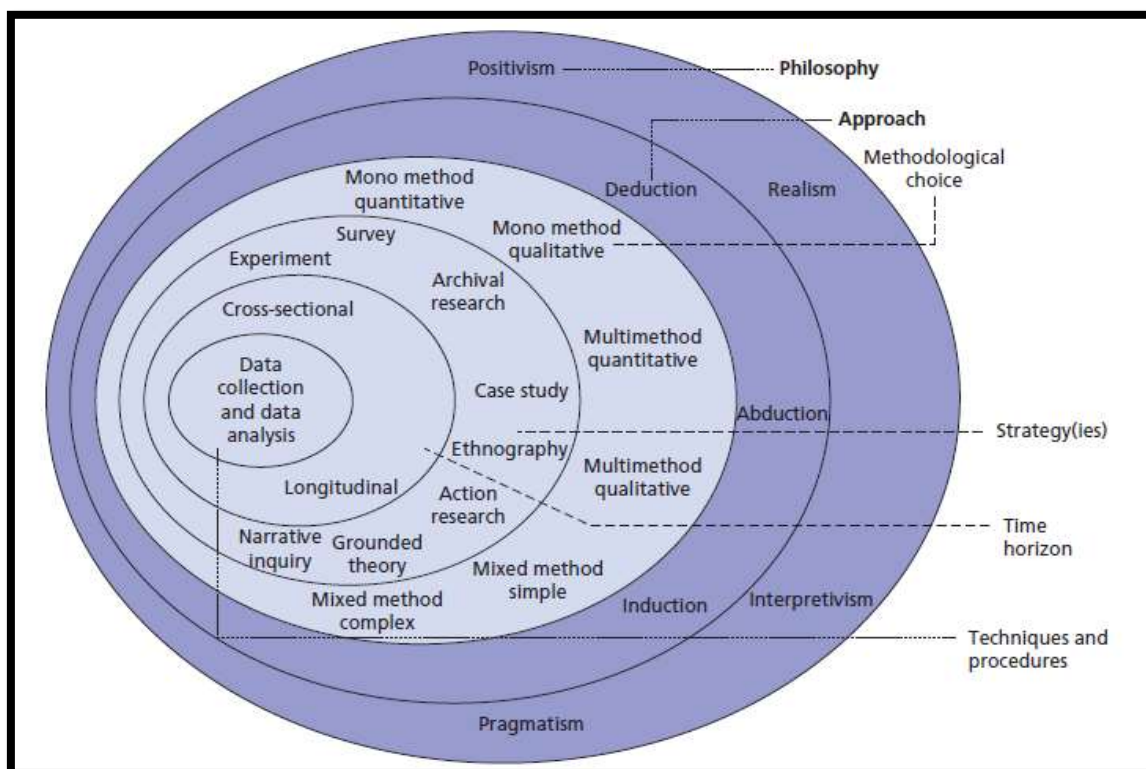 Positivism
Philosophy
Approach
Methodological
choice
Mono method
quantitative
Deduction
Realism
Survey
Mono method
qualitative
Experiment
Archival
research
Cross-sectional
Multimethod
quantitative
Data
collection
and data
analysis
Case study
Abduction
Strategy(ies)
Ethnography
Multimethod
qualitative
Longitudinal
Action
research
Time
horizon
Narrative
inquiry
Grounded
theory
Mixed method
simple
Mixed method
complex
Induction
Interpretivism
Techniques and
procedures
Pragmatism